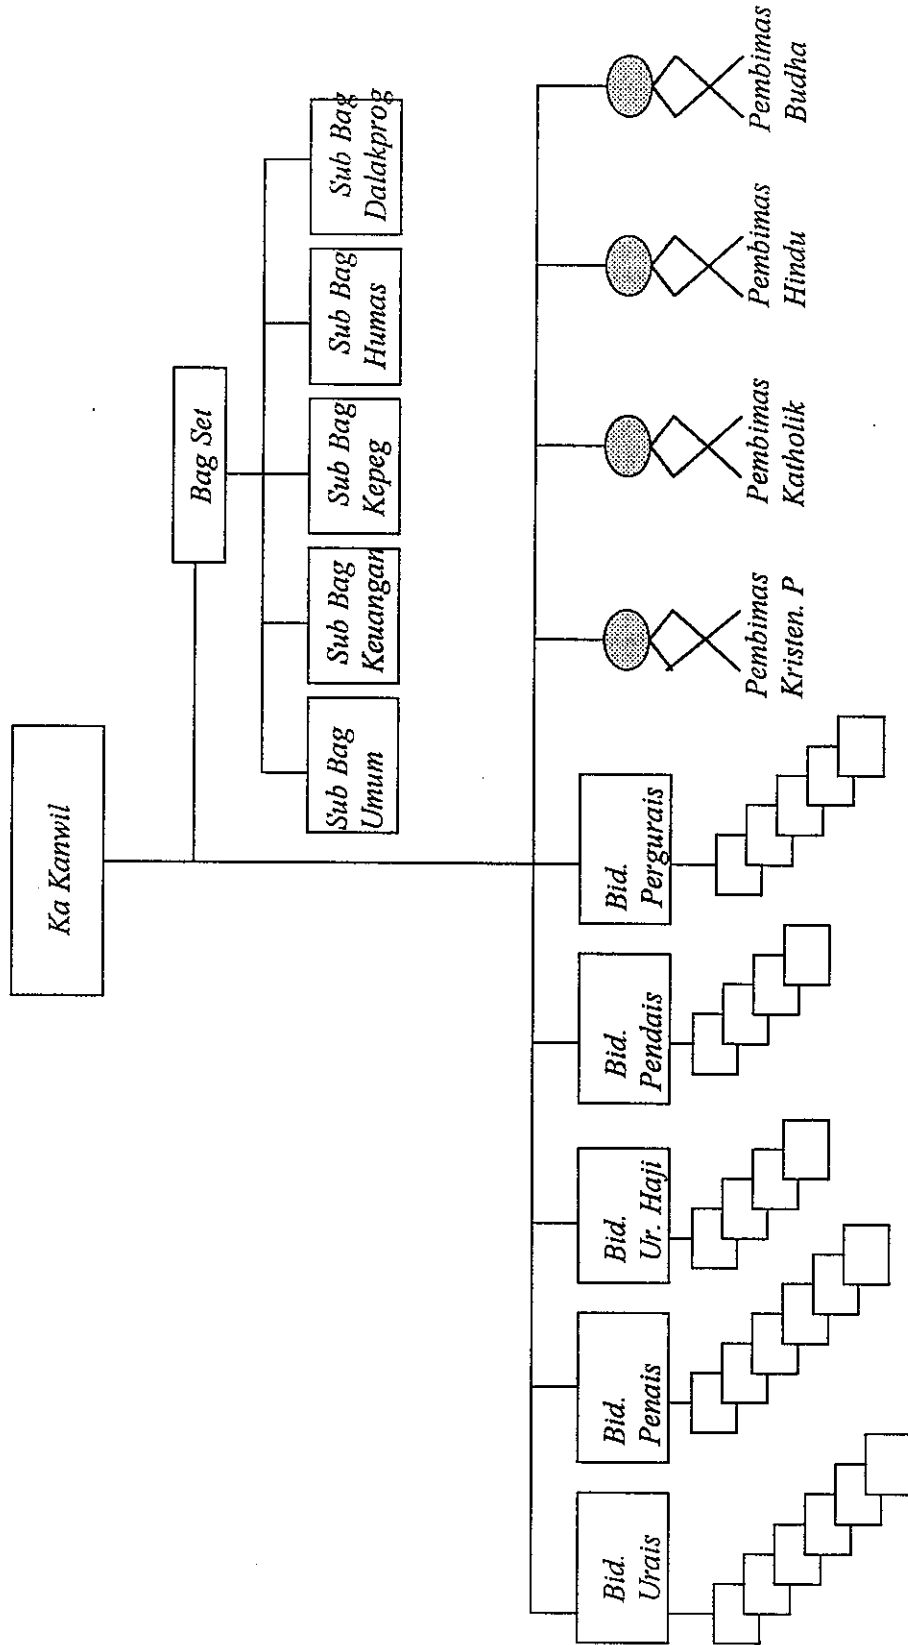 Ka Kanwil
Bag Set
Sub Bag
Umum
Sub Bag
Keuangan
Sub Bag
Kepeg
Sub Bag
Humas
Sub Bag
Dalakprog
Bid.
Urais
Bid.
Penais
Bid.
Ur. Haji
Bid.
Pendais
Bid.
Pergurais
Pembimas
Kristen. P
Pembimas
Katholik
Pembimas
Hindu
Pembimas
Budha